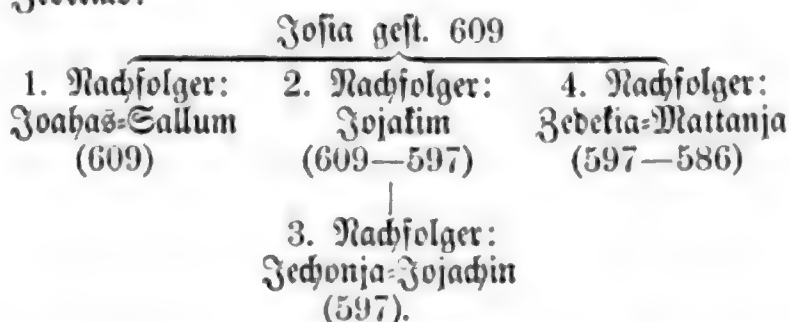 Josia gest. 609
1. Nachfolger: 2. Nachfolger: 4. Nachfolger:
Joahas-Sallum Jojakim Zedekia-Mattanja
(609) (609—597) (597—586)
3. Nachfolger:
Jechonja-Jojachin
(597).